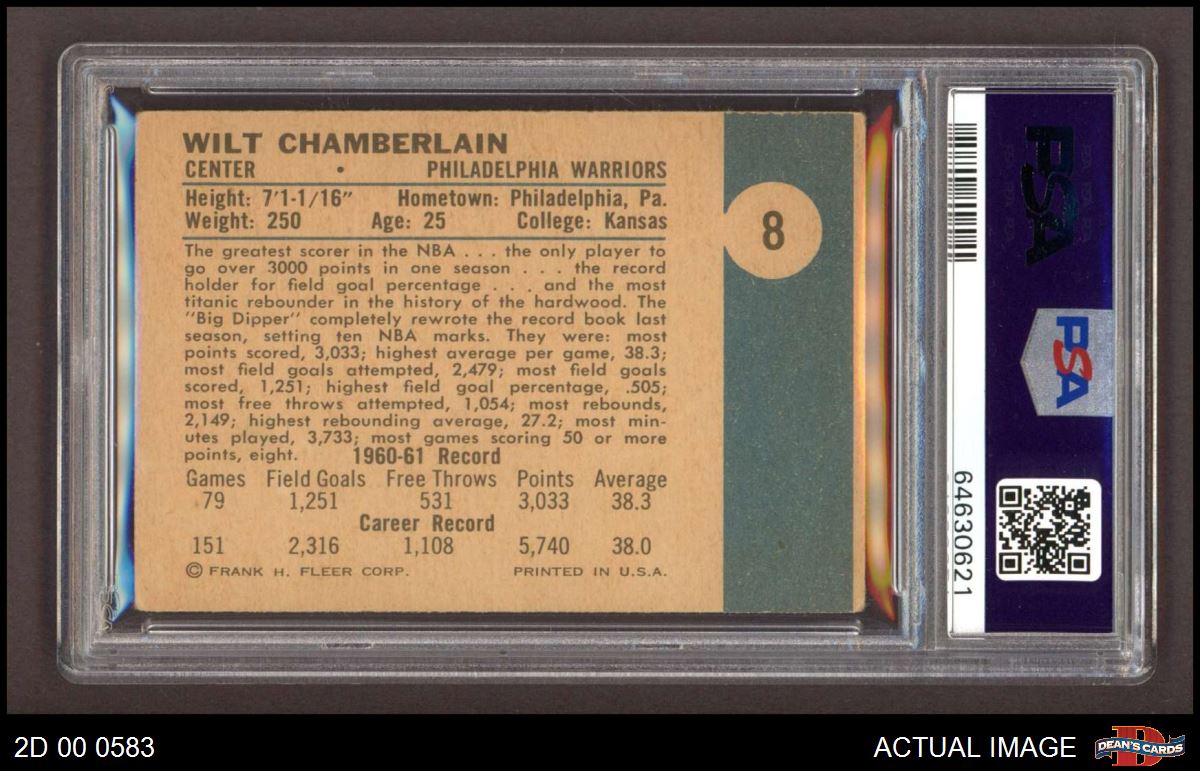 WILT CHAMBERLAIN
CENTER • PHILADELPHIA WARRIORS
Height: 7'1-1/16" Hometown: Philadelphia, Pa.
Weight: 250 Age: 25 College: Kansas
The greatest scorer in the NBA . . . the only player to
go over 3000 points in one season . . . the record
holder for field goal percentage . . . and the most
titanic rebounder in the history of the hardwood. The
"Big Dipper" completely rewrote the record book last
season, setting ten NBA marks. They were: most
points scored, 3,033; highest average per game, 38.3;
most field goals attempted, 2,479; most field goals
scored, 1,251; highest field goal percentage, .505;
most free throws attempted, 1,054; most rebounds,
2,149; highest rebounding average, 27.2; most min-
utes played, 3,733; most games scoring 50 or more
points, eight.
1960-61 Record
Games Field Goals Free Throws Points Average
79 1,251 531 3,033 38.3
Career Record
151 2,316 1,108 5,740 38.0
© FRANK H. FLEER CORP. PRINTED IN U.S.A.
8
PSA
PSA
64630621
2D 00 0583
ACTUAL IMAGE
DEAN'S CARDS